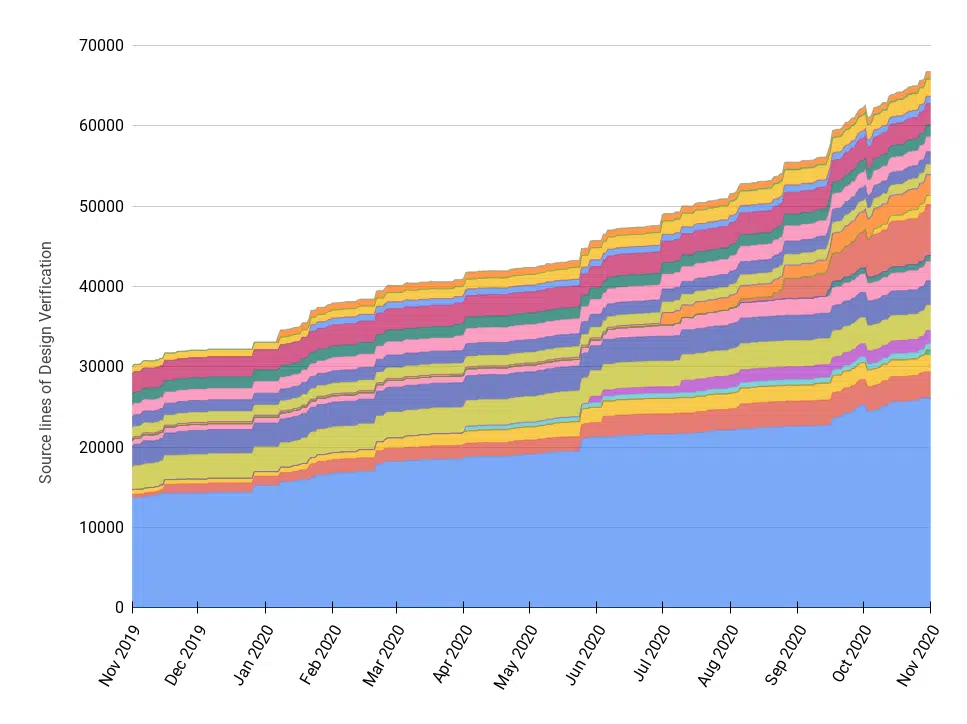 70000
60000
50000
40000
30000
20000
10000
0
Source lines of Design Verification
Nov 2019
Dec 2019
Jan 2020
Feb 2020
Mar 2020
Apr 2020
May 2020
Jun 2020
Jul 2020
Aug 2020
Sep 2020
Oct 2020
Nov 2020